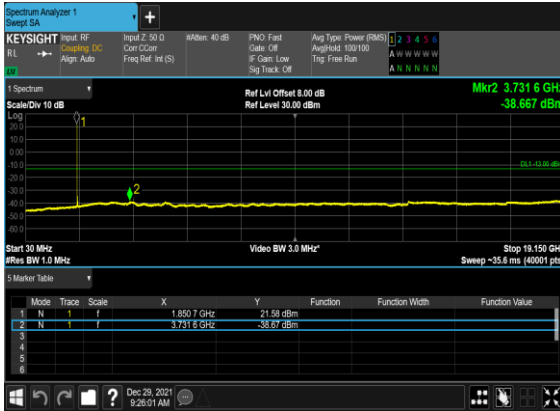 Spectrum Analyzer 1
Swept SA
+
KEYSIGHT
RL
Input: RF
Coupling: DC
Align: Auto
Input Z: 50 Ω
Corr CCorr
Freq Ref: Int (S)
#Atten: 40 dB
PNO: Fast
Gate: Off
IF Gain: Low
Sig Track: Off
Avg Type: Power (RMS)
Avg|Hold: 100/100
Trig: Free Run
1 2 3 4 5 6
A W W W W W
A N N N N N
1 Spectrum
Scale/Div 10 dB
Ref Lvl Offset 8.00 dB
Ref Level 30.00 dBm
Mkr2 3.731 6 GHz
-38.667 dBm
Log
20.0
10.0
0.00
-10.0
-20.0
-30.0
-40.0
-50.0
-60.0
1
2
DL1 -13.00 dBm
Start 30 MHz
#Res BW 1.0 MHz
Video BW 3.0 MHz*
Stop 19.150 GH
Sweep ~35.6 ms (40001 pts
5 Marker Table
Mode Trace Scale X Y Function Function Width Function Value
1 N 1 f 1.850 7 GHz 21.58 dBm
2 N 1 f 3.731 6 GHz -38.67 dBm
3
4
5
6
?
Dec 29, 2021
9:26:01 AM